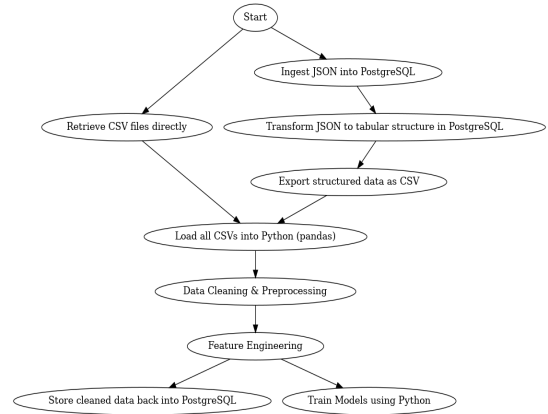 Start
Ingest JSON into PostgreSQL
Retrieve CSV files directly
Transform JSON to tabular structure in PostgreSQL
Export structured data as CSV
Load all CSVs into Python (pandas)
Data Cleaning & Preprocessing
Feature Engineering
Store cleaned data back into PostgreSQL
Train Models using Python